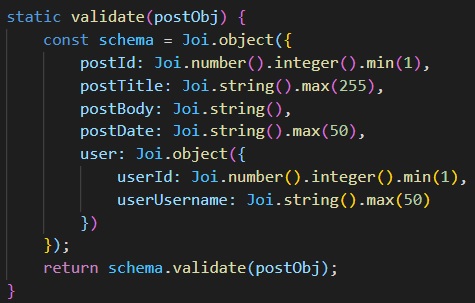 static validate(postObj) {
    const schema = Joi.object({
        postId: Joi.number().integer().min(1),
        postTitle: Joi.string().max(255),
        postBody: Joi.string(),
        postDate: Joi.string().max(50),
        user: Joi.object({
            userId: Joi.number().integer().min(1),
            userUsername: Joi.string().max(50)
        })
    });
    return schema.validate(postObj);
}